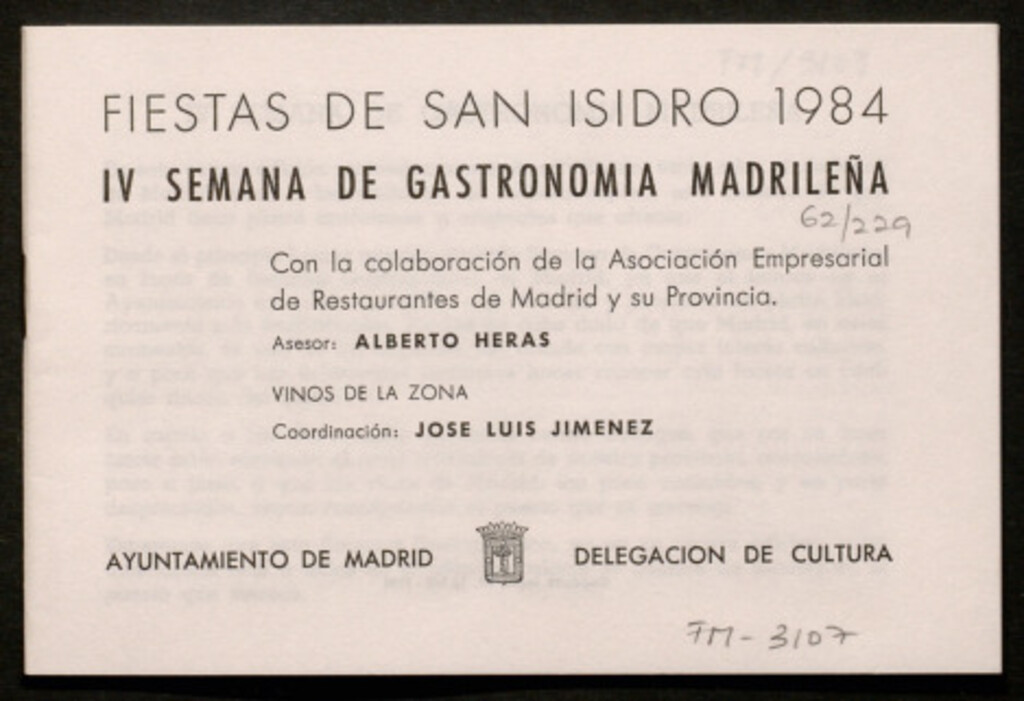 FIESTAS DE SAN ISIDRO 1984
IV SEMANA DE GASTRONOMIA MADRILEÑA
62/229
Con la colaboración de la Asociación Empresarial
de Restaurantes de Madrid y su Provincia.
Asesor: ALBERTO HERAS
VINOS DE LA ZONA
Coordinación: JOSE LUIS JIMENEZ
AYUNTAMIENTO DE MADRID DELEGACION DE CULTURA
FM-3107